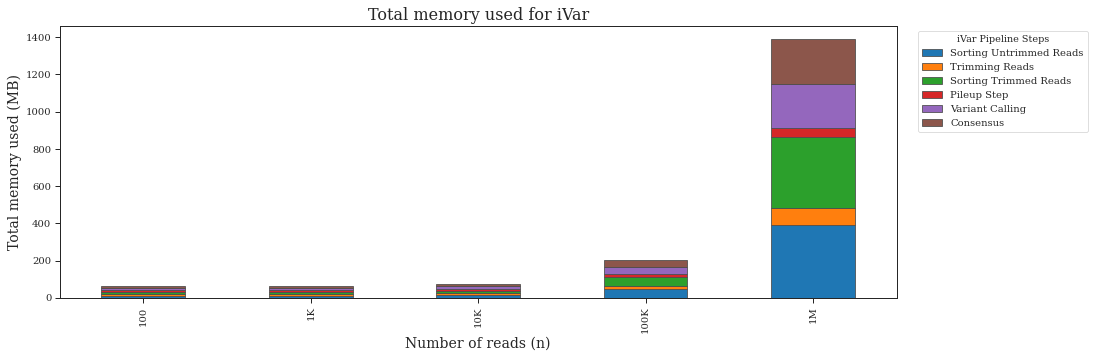 Total memory used for iVar
Total memory used (MB)
1400
1200
1000
800
600
400
200
0
100
1K
10K
100K
1M
Number of reads (n)
iVar Pipeline Steps
Sorting Untrimmed Reads
Trimming Reads
Sorting Trimmed Reads
Pileup Step
Variant Calling
Consensus